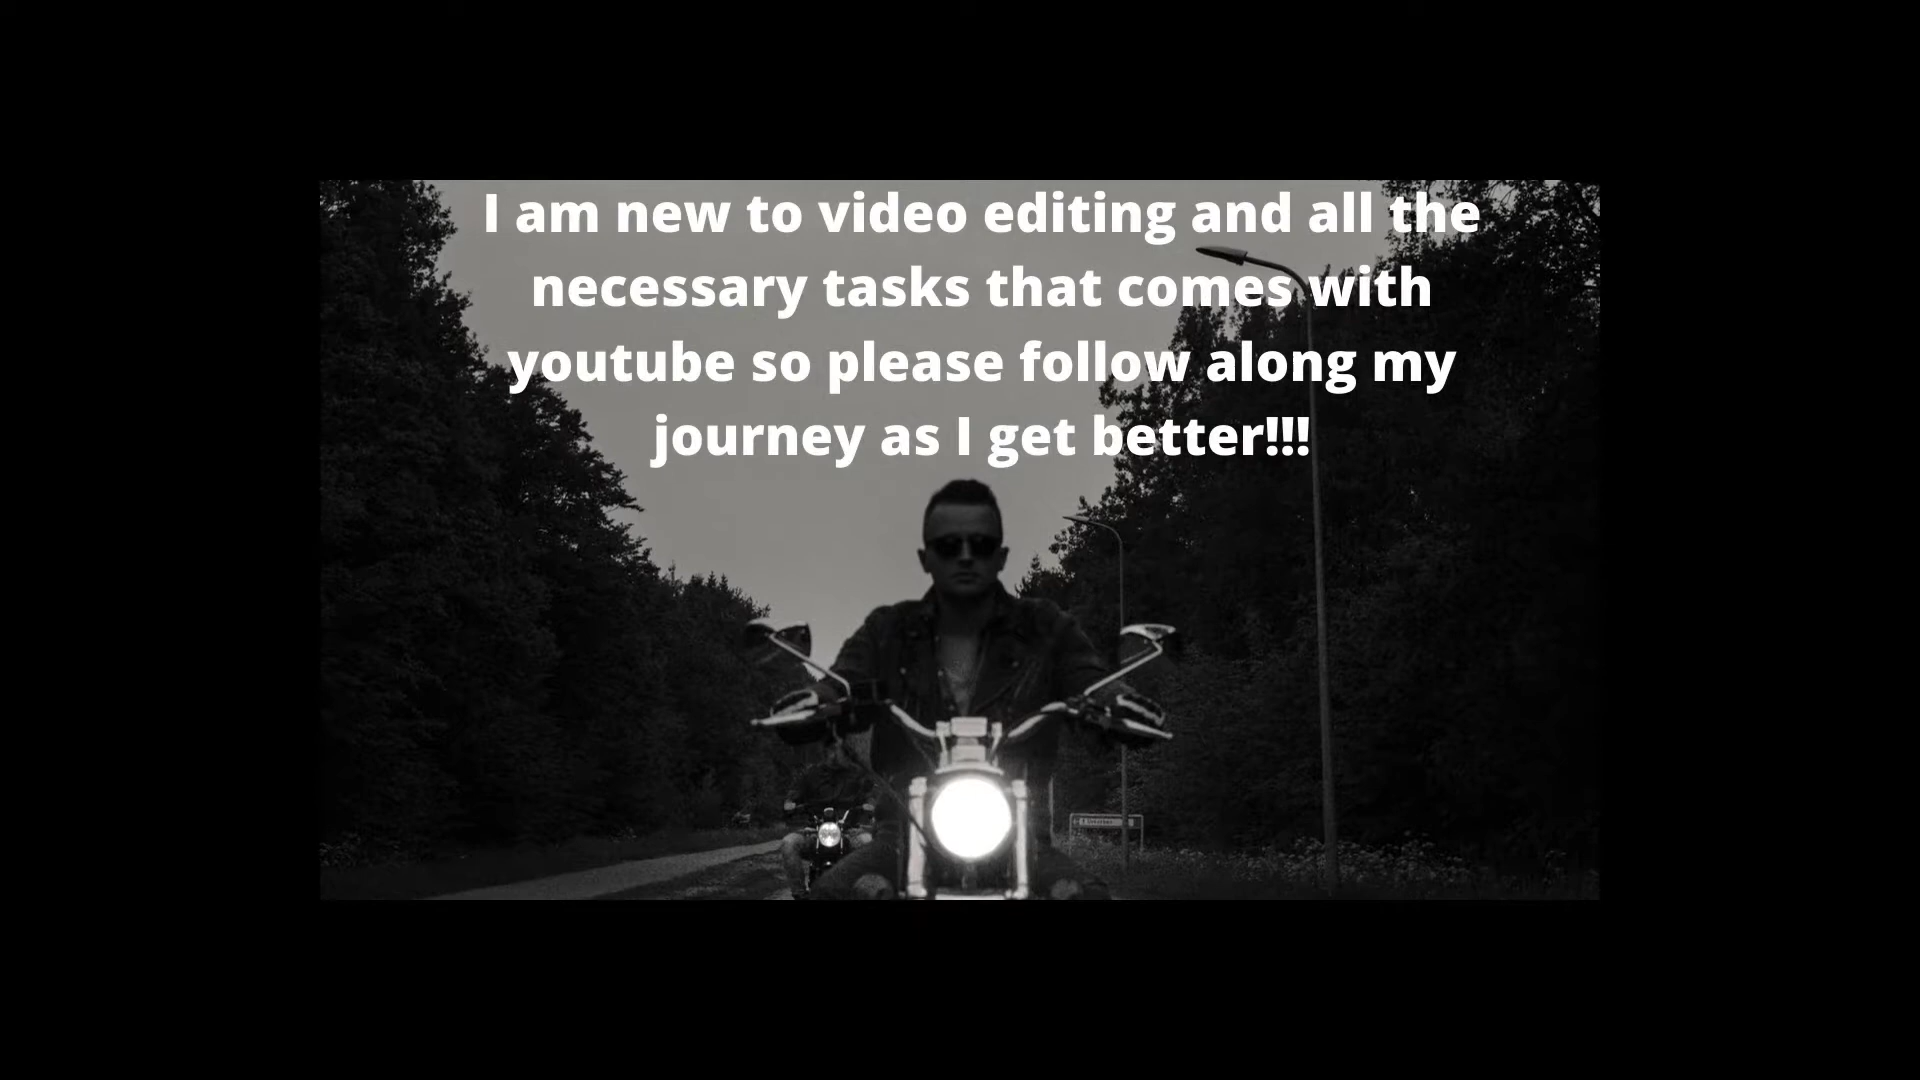 I am new to video editing and all the
necessary tasks that comes with
youtube so please follow along my
journey as I get better!!!